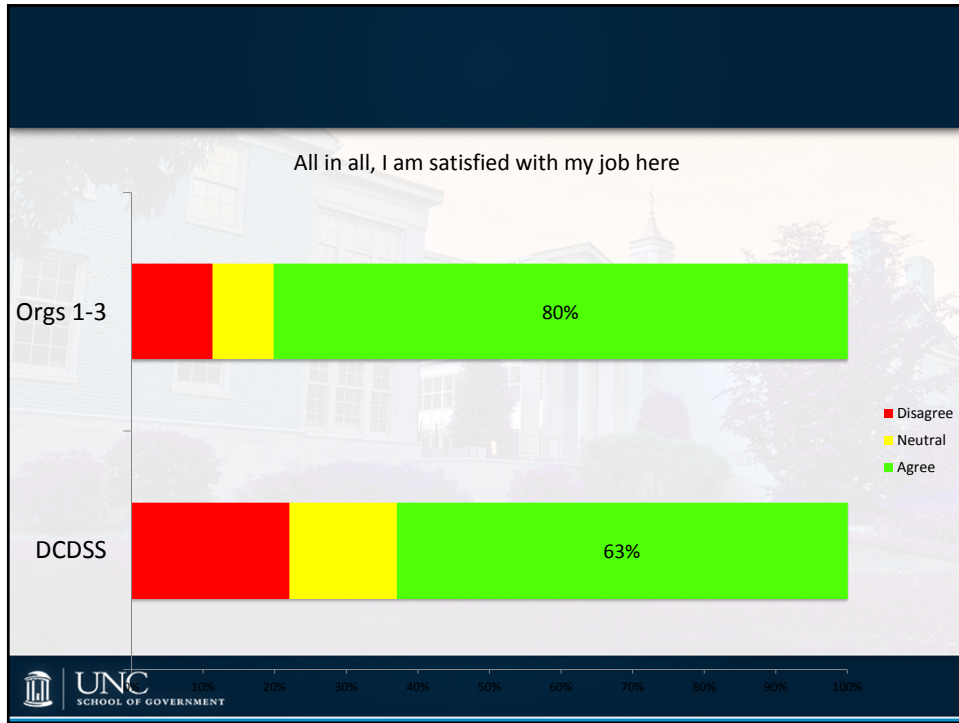 All in all, I am satisfied with my job here
Orgs 1-3
80%
Disagree
Neutral
Agree
DCDSS
63%
0% 10% 20% 30% 40% 50% 60% 70% 80% 90% 100%
UNC
SCHOOL OF GOVERNMENT